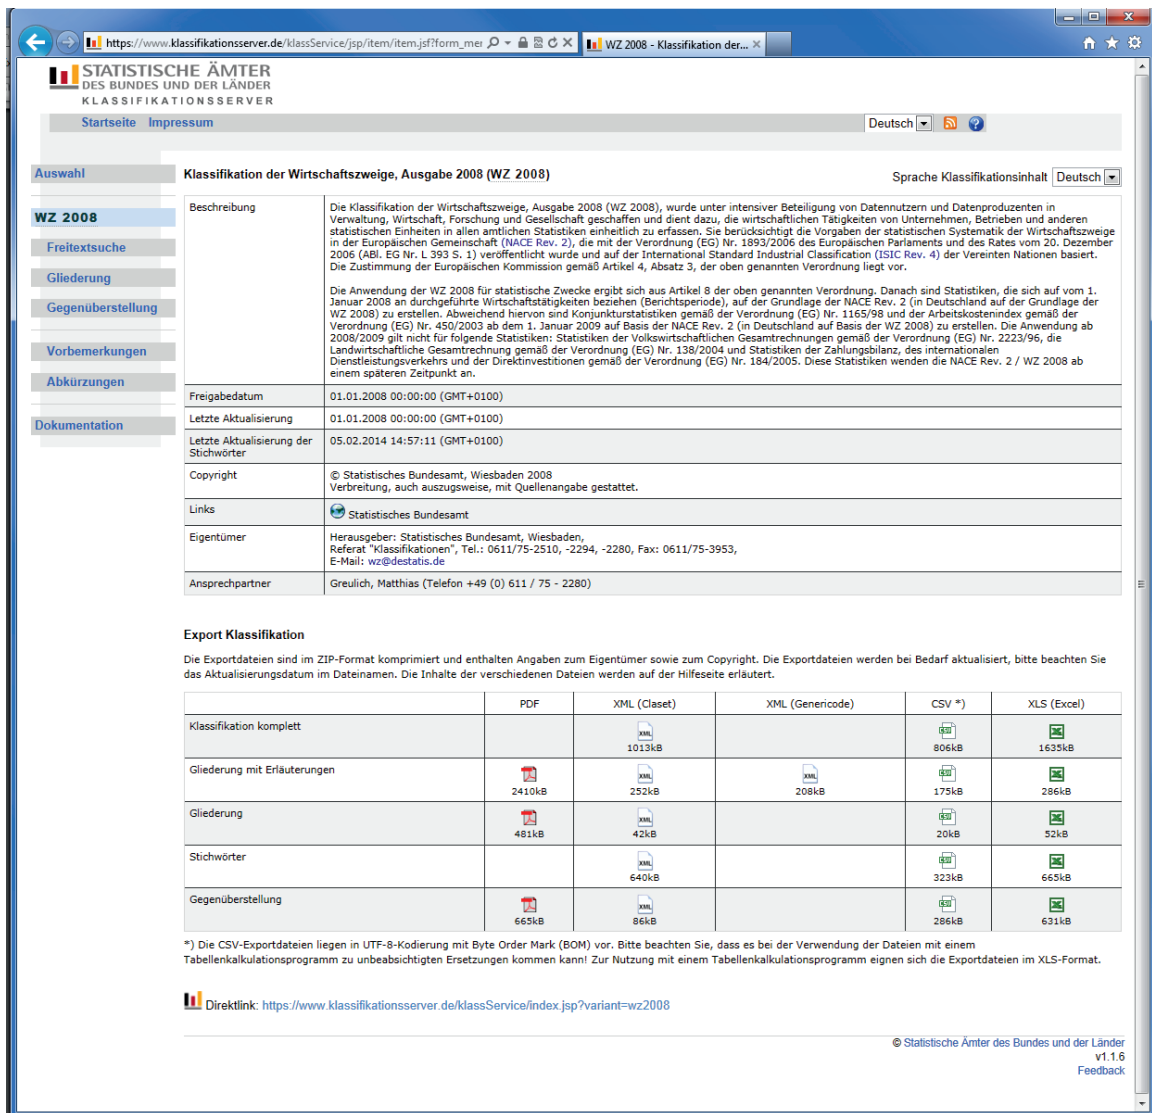 https://www.klassifikationsserver.de/klassService/jsp/item/item.jsf?form_mer
WZ 2008 - Klassifikation der...
STATISTISCHE ÄMTER
DES BUNDES UND DER LÄNDER
KLASSIFIKATIONSSERVER
Startseite Impressum
Deutsch
Auswahl
WZ 2008
Freitextsuche
Gliederung
Gegenüberstellung
Vorbemerkungen
Abkürzungen
Dokumentation
Klassifikation der Wirtschaftszweige, Ausgabe 2008 (WZ 2008)
Sprache Klassifikationsinhalt Deutsch
Beschreibung
Die Klassifikation der Wirtschaftszweige, Ausgabe 2008 (WZ 2008), wurde unter intensiver Beteiligung von Datennutzern und Datenproduzenten in
Verwaltung, Wirtschaft, Forschung und Gesellschaft geschaffen und dient dazu, die wirtschaftlichen Tätigkeiten von Unternehmen, Betrieben und anderen
statistischen Einheiten in allen amtlichen Statistiken einheitlich zu erfassen. Sie berücksichtigt die Vorgaben der statistischen Systematik der Wirtschaftszweige
in der Europäischen Gemeinschaft (NACE Rev. 2), die mit der Verordnung (EG) Nr. 1893/2006 des Europäischen Parlaments und des Rates vom 20. Dezember
2006 (ABl. EG Nr. L 393 S. 1) veröffentlicht wurde und auf der International Standard Industrial Classification (ISIC Rev. 4) der Vereinten Nationen basiert.
Die Zustimmung der Europäischen Kommission gemäß Artikel 4, Absatz 3, der oben genannten Verordnung liegt vor.
Die Anwendung der WZ 2008 für statistische Zwecke ergibt sich aus Artikel 8 der oben genannten Verordnung. Danach sind Statistiken, die sich auf vom 1.
Januar 2008 an durchgeführte Wirtschaftstätigkeiten beziehen (Berichtsperiode), auf der Grundlage der NACE Rev. 2 (in Deutschland auf der Grundlage der
WZ 2008) zu erstellen. Abweichend hiervon sind Konjunkturstatistiken gemäß der Verordnung (EG) Nr. 1165/98 und der Arbeitskostenindex gemäß der
Verordnung (EG) Nr. 450/2003 ab dem 1. Januar 2009 auf Basis der NACE Rev. 2 (in Deutschland auf Basis der WZ 2008) zu erstellen. Die Anwendung ab
2008/2009 gilt nicht für folgende Statistiken: Statistiken der Volkswirtschaftlichen Gesamtrechnungen gemäß der Verordnung (EG) Nr. 2223/96, die
Landwirtschaftliche Gesamtrechnung gemäß der Verordnung (EG) Nr. 138/2004 und Statistiken der Zahlungsbilanz, des internationalen
Dienstleistungsverkehrs und der Direktinvestitionen gemäß der Verordnung (EG) Nr. 184/2005. Diese Statistiken wenden die NACE Rev. 2 / WZ 2008 ab
einem späteren Zeitpunkt an.
Freigabedatum 01.01.2008 00:00:00 (GMT+0100)
Letzte Aktualisierung 01.01.2008 00:00:00 (GMT+0100)
Letzte Aktualisierung der 05.02.2014 14:57:11 (GMT+0100)
Stichwörter
Copyright © Statistisches Bundesamt, Wiesbaden 2008
Verbreitung, auch auszugsweise, mit Quellenangabe gestattet.
Links Statistisches Bundesamt
Eigentümer Herausgeber: Statistisches Bundesamt, Wiesbaden,
Referat "Klassifikationen", Tel.: 0611/75-2510, -2294, -2280, Fax: 0611/75-3953,
E-Mail: wz@destatis.de
Ansprechpartner Greulich, Matthias (Telefon +49 (0) 611 / 75 - 2280)
Export Klassifikation
Die Exportdateien sind im ZIP-Format komprimiert und enthalten Angaben zum Eigentümer sowie zum Copyright. Die Exportdateien werden bei Bedarf aktualisiert, bitte beachten Sie
das Aktualisierungsdatum im Dateinamen. Die Inhalte der verschiedenen Dateien werden auf der Hilfeseite erläutert.
PDF XML (Claset) XML (Genericode) CSV *) XLS (Excel)
Klassifikation komplett
1013kB 806kB 1635kB
Gliederung mit Erläuterungen
2410kB 252kB 208kB 175kB 286kB
Gliederung
481kB 42kB 20kB 52kB
Stichwörter
640kB 323kB 665kB
Gegenüberstellung
665kB 86kB 286kB 631kB
*) Die CSV-Exportdateien liegen in UTF-8-Kodierung mit Byte Order Mark (BOM) vor. Bitte beachten Sie, dass es bei der Verwendung der Dateien mit einem
Tabellenkalkulationsprogramm zu unbeabsichtigten Ersetzungen kommen kann! Zur Nutzung mit einem Tabellenkalkulationsprogramm eignen sich die Exportdateien im XLS-Format.
Direktlink: https://www.klassifikationsserver.de/klassService/index.jsp?variant=wz2008
© Statistische Ämter des Bundes und der Länder
v1.1.6
Feedback